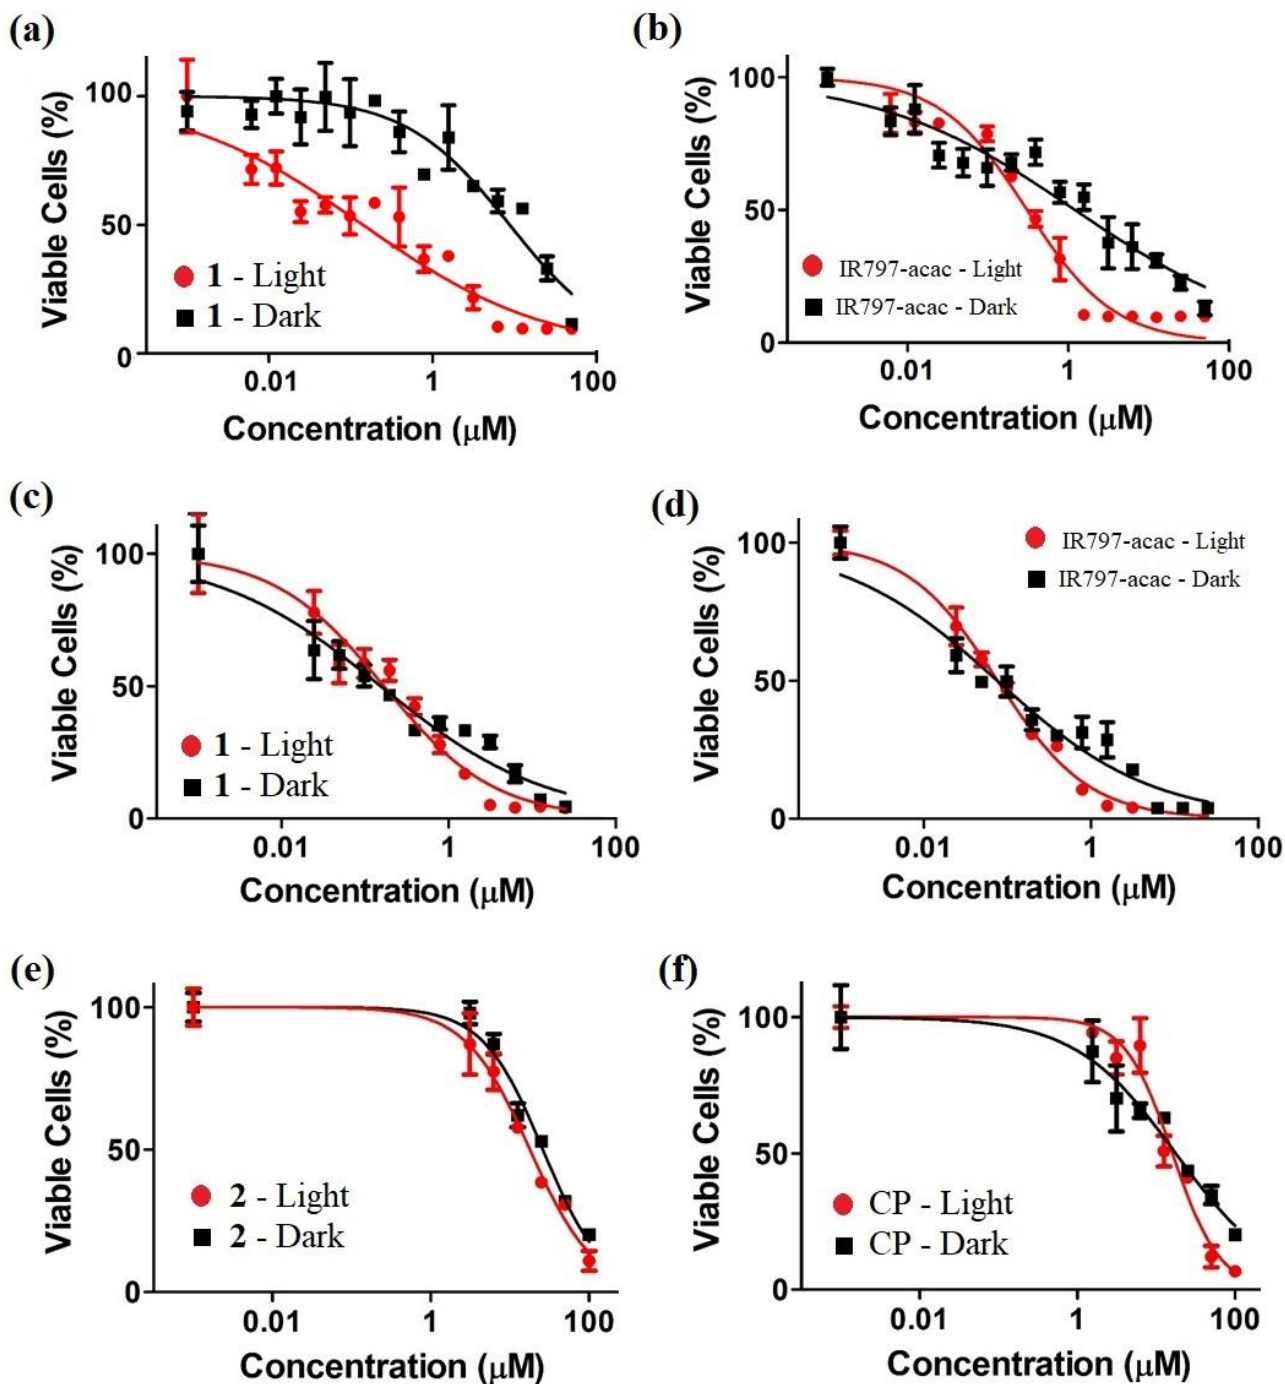 (a)
Viable Cells (%)
100
50
0
1 - Light
1 - Dark
0.01 1 100
Concentration (μM)
(b)
Viable Cells (%)
100
50
0
IR797-acac - Light
IR797-acac - Dark
0.01 1 100
Concentration (μM)
(c)
Viable Cells (%)
100
50
0
1 - Light
1 - Dark
0.01 1 100
Concentration (μM)
(d)
Viable Cells (%)
100
50
0
IR797-acac - Light
IR797-acac - Dark
0.01 1 100
Concentration (μM)
(e)
Viable Cells (%)
100
50
0
2 - Light
2 - Dark
0.01 1 100
Concentration (μM)
(f)
Viable Cells (%)
100
50
0
CP - Light
CP - Dark
0.01 1 100
Concentration (μM)